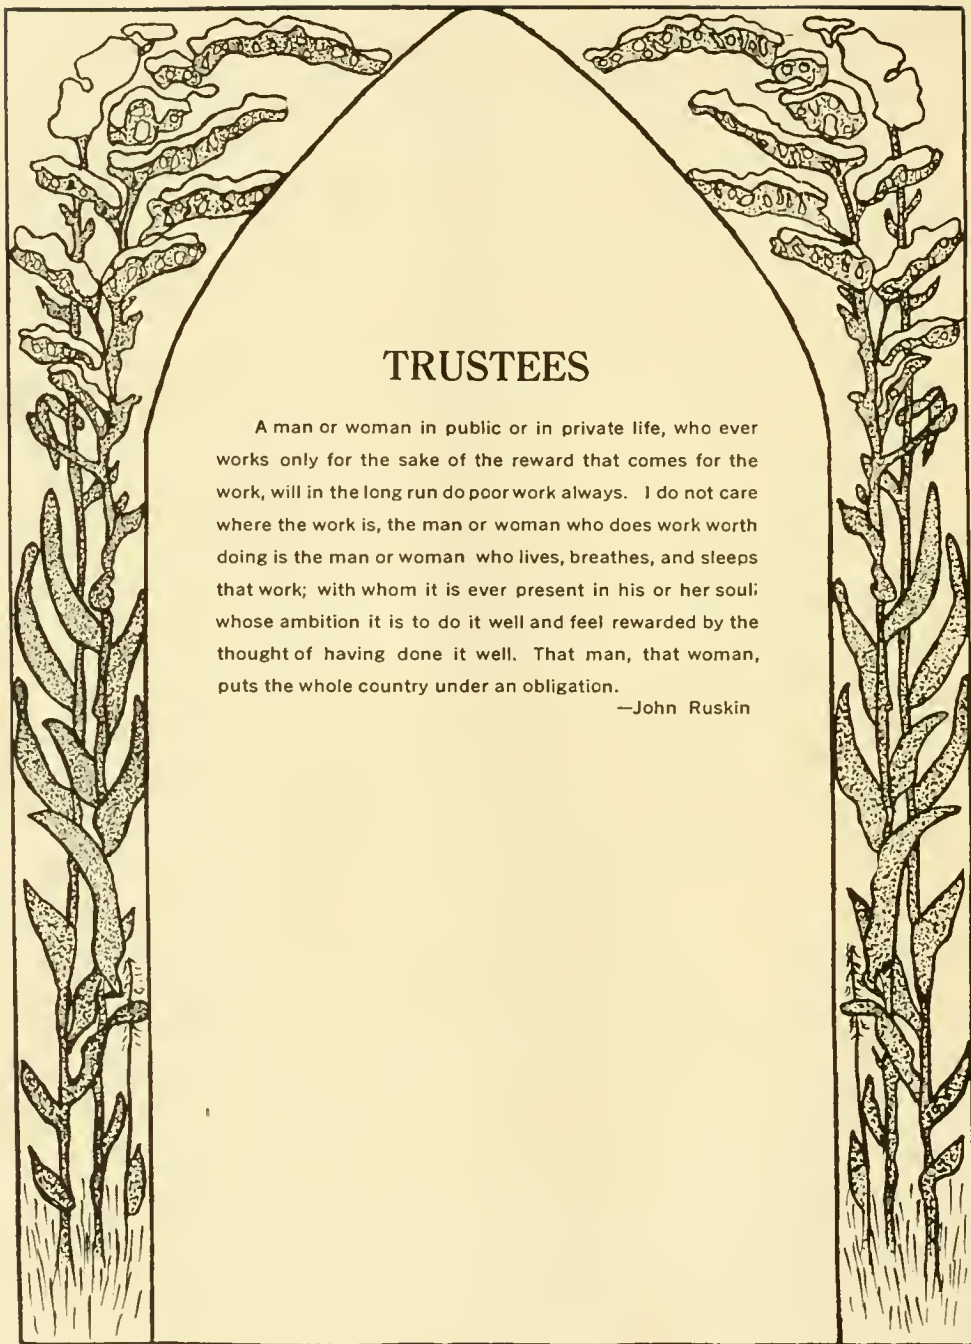 TRUSTEES
A man or woman in public or in private life, who ever
works only for the sake of the reward that comes for the
work, will in the long run do poor work always. I do not care
where the work is, the man or woman who does work worth
doing is the man or woman who lives, breathes, and sleeps
that work; with whom it is ever present in his or her soul;
whose ambition it is to do it well and feel rewarded by the
thought of having done it well. That man, that woman,
puts the whole country under an obligation.
—John Ruskin